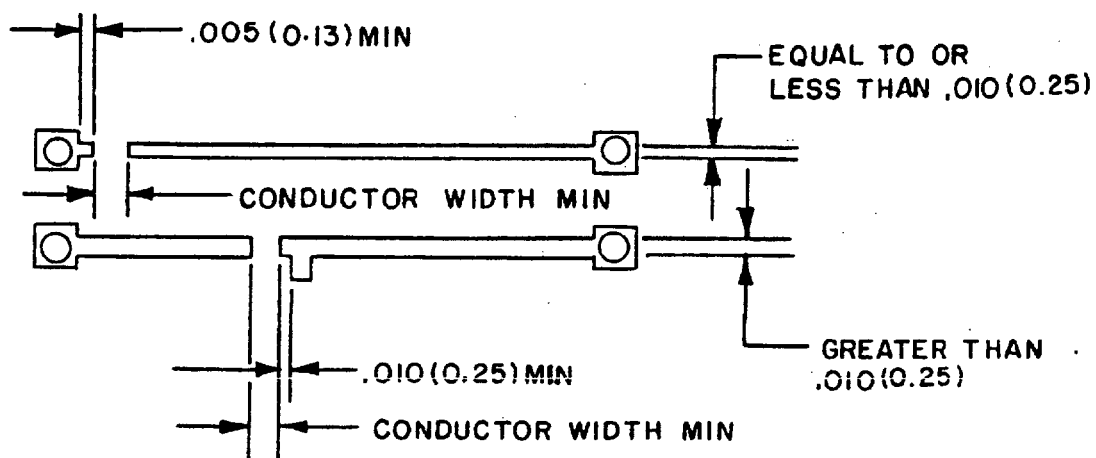 .005(0.13)MIN
EQUAL TO OR
LESS THAN .010(0.25)
CONDUCTOR WIDTH MIN
GREATER THAN
.010(0.25)
.010(0.25)MIN
CONDUCTOR WIDTH MIN